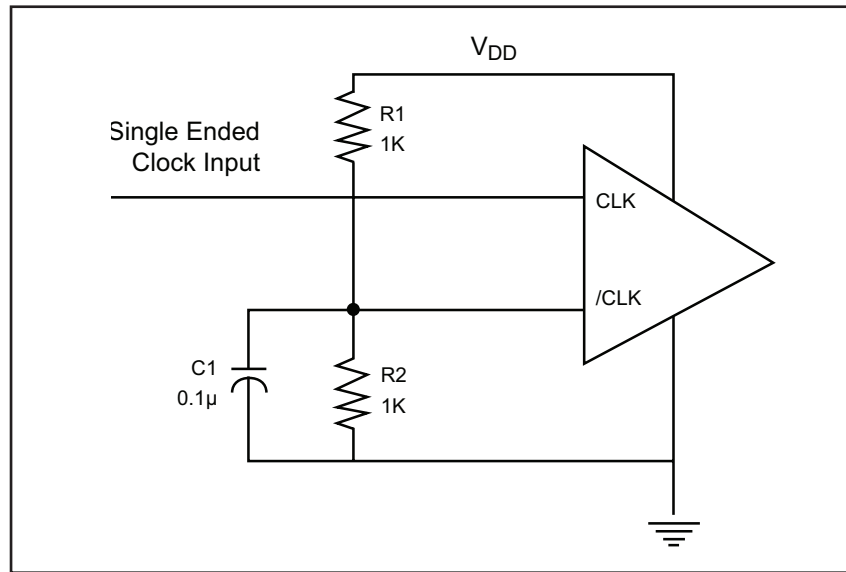 VDD
R1
1K
Single Ended
Clock Input
CLK
/CLK
C1
0.1µ
R2
1K